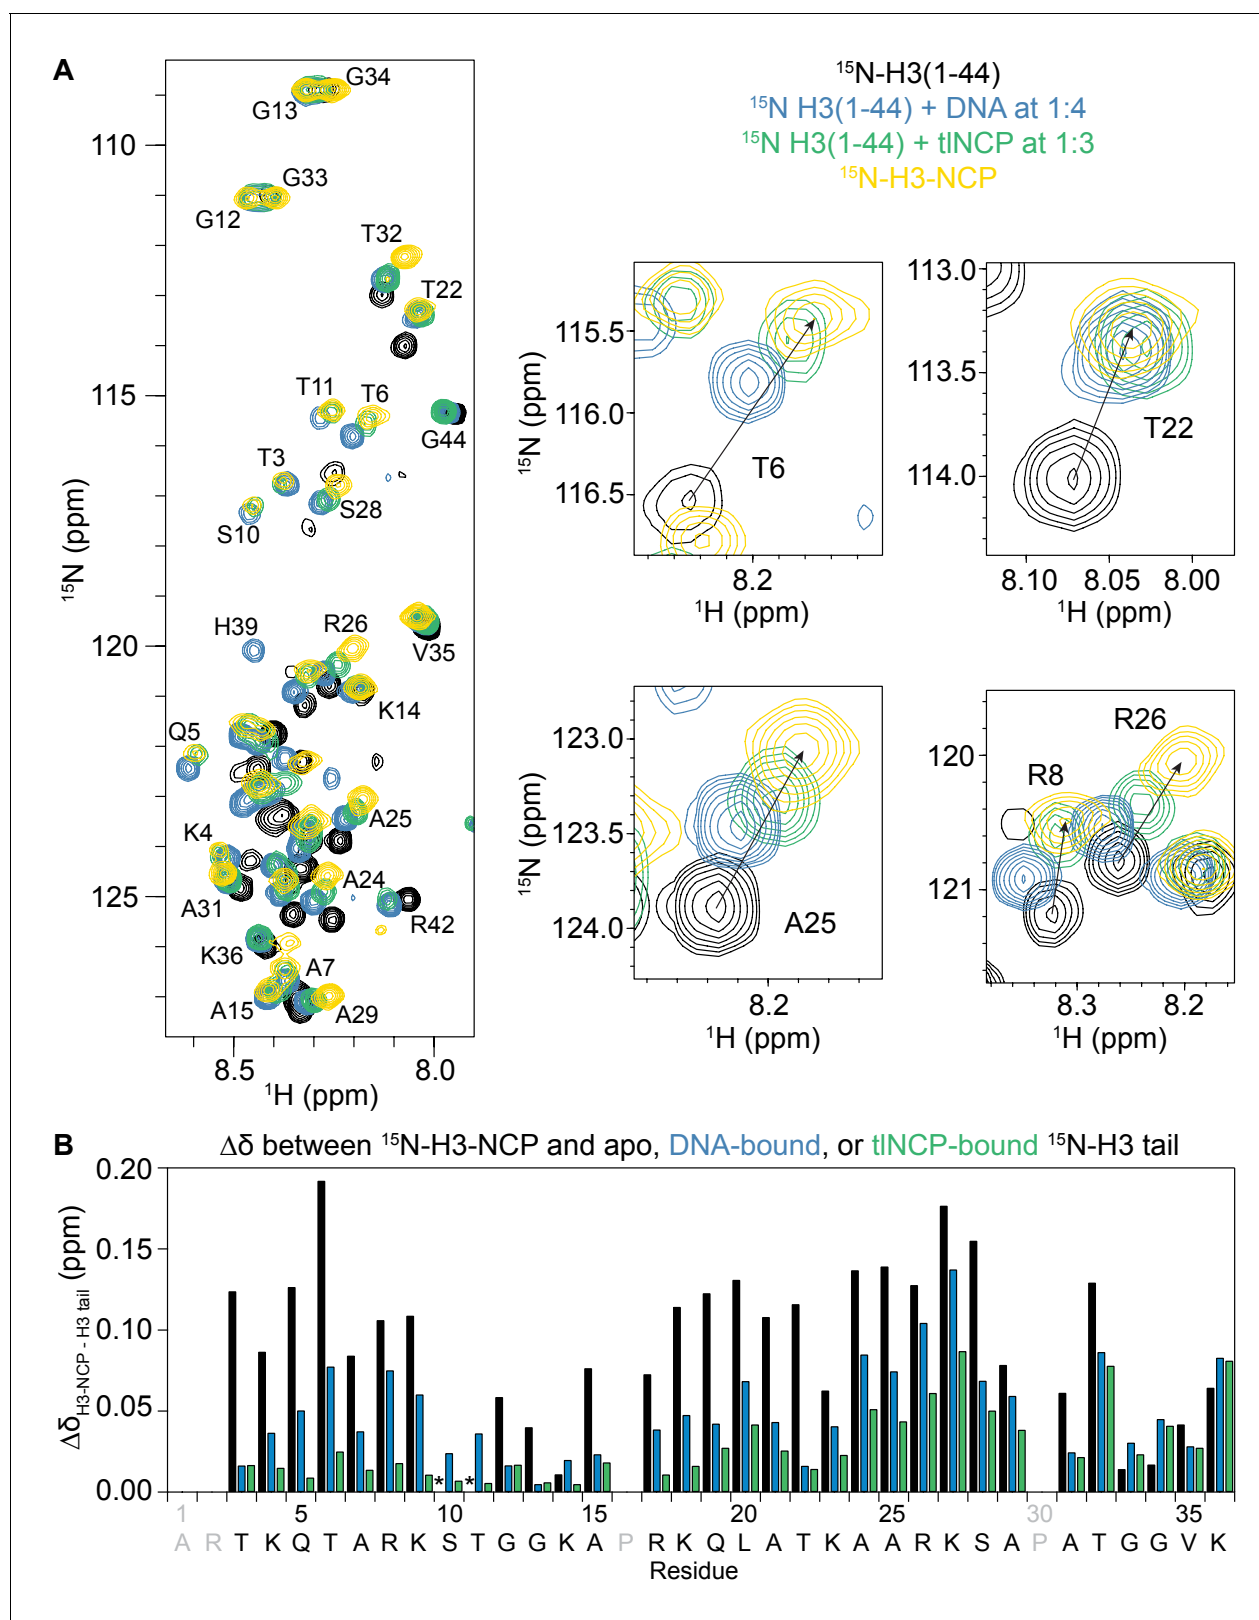 A
¹⁵N-H3(1-44)
¹⁵N H3(1-44) + DNA at 1:4
¹⁵N H3(1-44) + tlNCP at 1:3
¹⁵N-H3-NCP
G34
G13
G33
G12
T32
T22
T11
T6
G44
T3
S28
S10
H39
R26
V35
K14
Q5
A25
K4
A24
A31
R42
K36
A7
A15
A29
110
115
120
125
¹⁵N (ppm)
8.5
8.0
¹H (ppm)
115.5
116.0
116.5
¹⁵N (ppm)
T6
8.2
¹H (ppm)
113.0
113.5
114.0
T22
8.10
8.05
8.00
¹H (ppm)
123.0
123.5
124.0
¹⁵N (ppm)
A25
8.2
¹H (ppm)
120
121
R26
R8
8.3
8.2
¹H (ppm)
B
Δδ between ¹⁵N-H3-NCP and apo, DNA-bound, or tlNCP-bound ¹⁵N-H3 tail
0.20
0.15
0.10
0.05
0.00
Δδ H3-NCP - H3 tail (ppm)
* *
1 5 10 15 20 25 30 35
A R T K Q T A R K S T G G K A P R K Q L A T K A A R K S A P A T G G V K
Residue